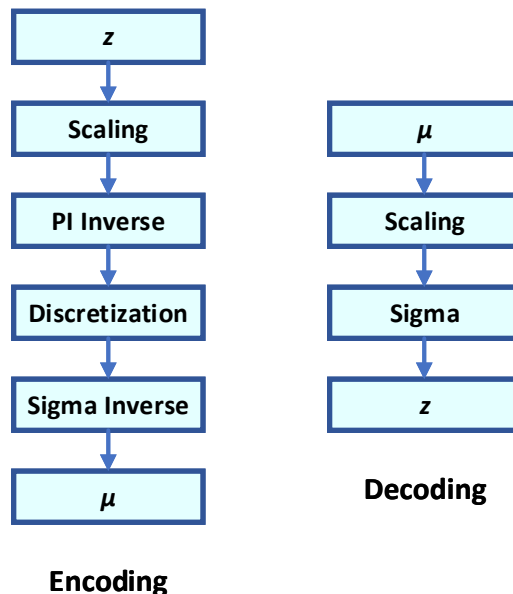 z
Scaling
PI Inverse
Discretization
Sigma Inverse
μ
Encoding
μ
Scaling
Sigma
z
Decoding